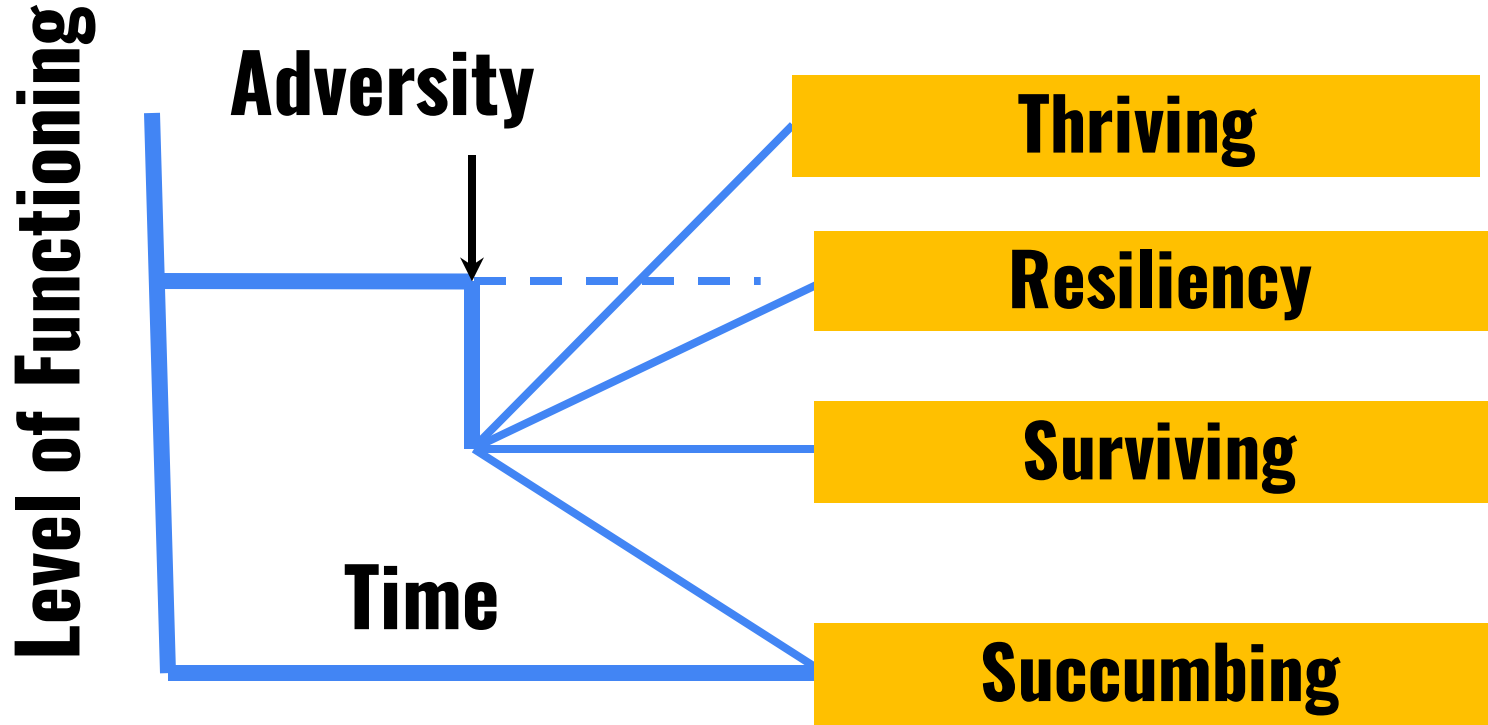 Level of Functioning
Adversity
Thriving
Resiliency
Surviving
Time
Succumbing